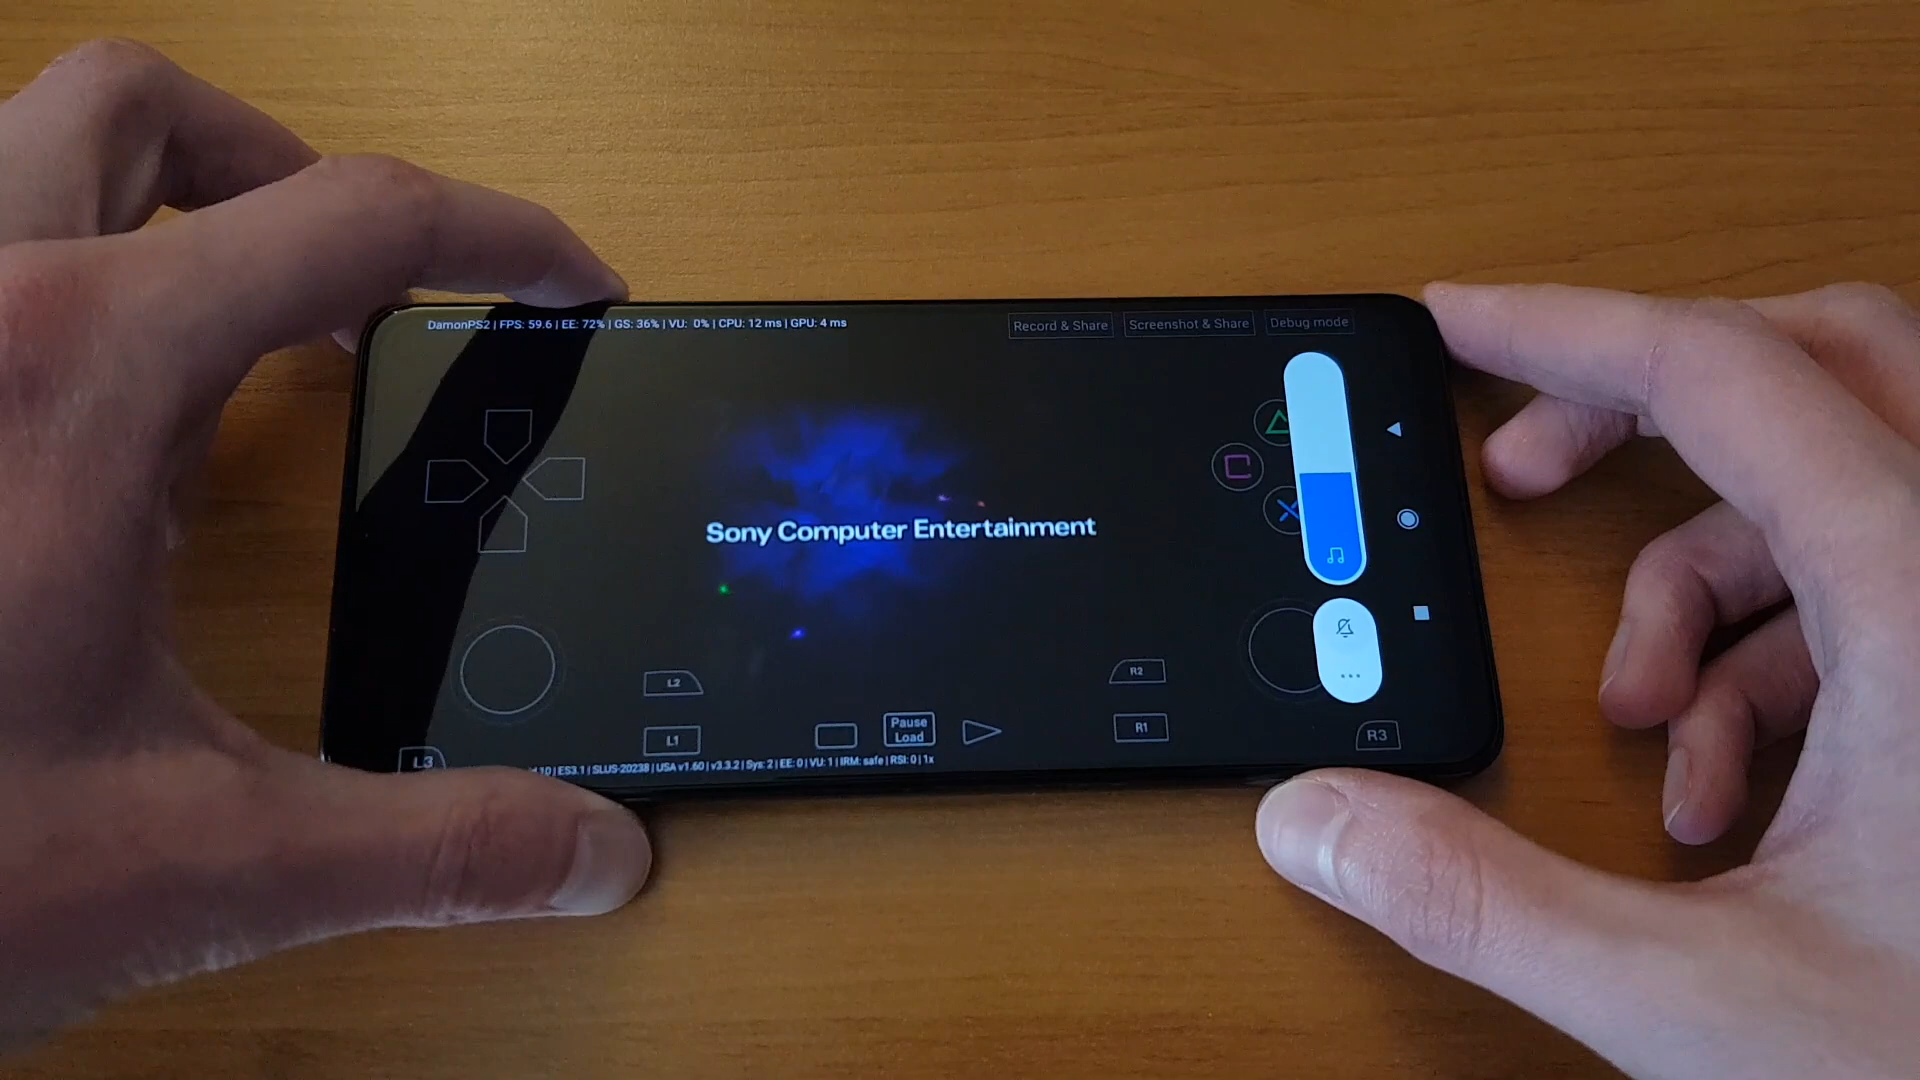 DamonPS2 | FPS: 59.6 | EE: 72% | GS: 36% | VU: 0% | CPU: 12 ms | GPU: 4 ms
Record & Share
Screenshot & Share
Debug mode
Sony Computer Entertainment
L2
R2
L1
Pause
Load
R1
L3
R3
10 | ES3.1 | SLUS-20238 | USA v1.60 | v3.3.2 | Sys: 2 | EE: 0 | VU: 1 | IRM: safe | RSI: 0 | 1x